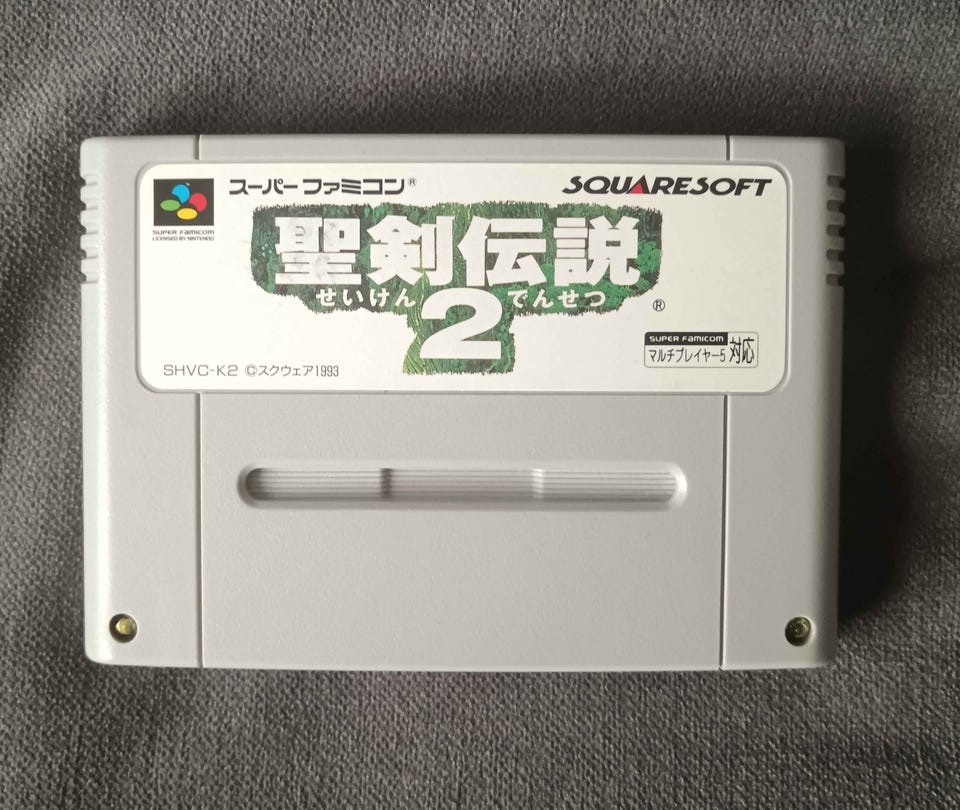 スーパーファミコン®
SQUARESOFT
SUPER FAMICOM
LICENSED BY NINTENDO
聖剣伝説
せいけん でんせつ
2
®
SUPER FAMICOM
マルチプレイヤー5 対応
SHVC-K2 ©スクウェア1993